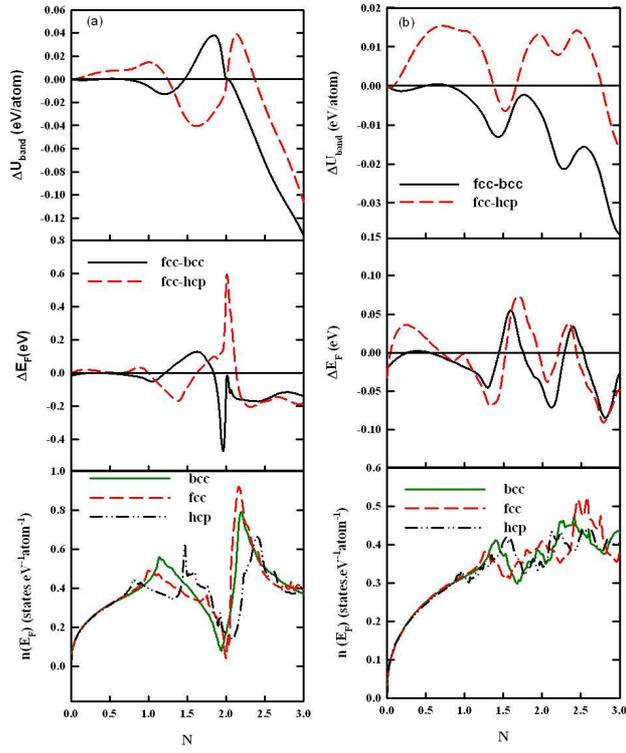 (a)
0.06
0.04
0.02
0.00
-0.02
-0.04
-0.06
-0.08
-0.10
-0.12
ΔU_band (eV/atom)
0.8
0.6
0.4
0.2
0.0
-0.2
-0.4
ΔE_F(eV)
fcc-bcc
fcc-hcp
1.0
0.8
0.6
0.4
0.2
0.0
n(E_F) (states eV⁻¹atom⁻¹)
bcc
fcc
hcp
0.0 0.5 1.0 1.5 2.0 2.5 3.0
N
(b)
0.02
0.01
0.00
-0.01
-0.02
-0.03
ΔU_band (eV/atom)
fcc-bcc
fcc-hcp
0.15
0.10
0.05
0.00
-0.05
-0.10
ΔE_F (eV)
0.6
0.5
0.4
0.3
0.2
0.1
0.0
n (E_F) (states.eV⁻¹atom⁻¹)
bcc
fcc
hcp
0.0 0.5 1.0 1.5 2.0 2.5 3.0
N